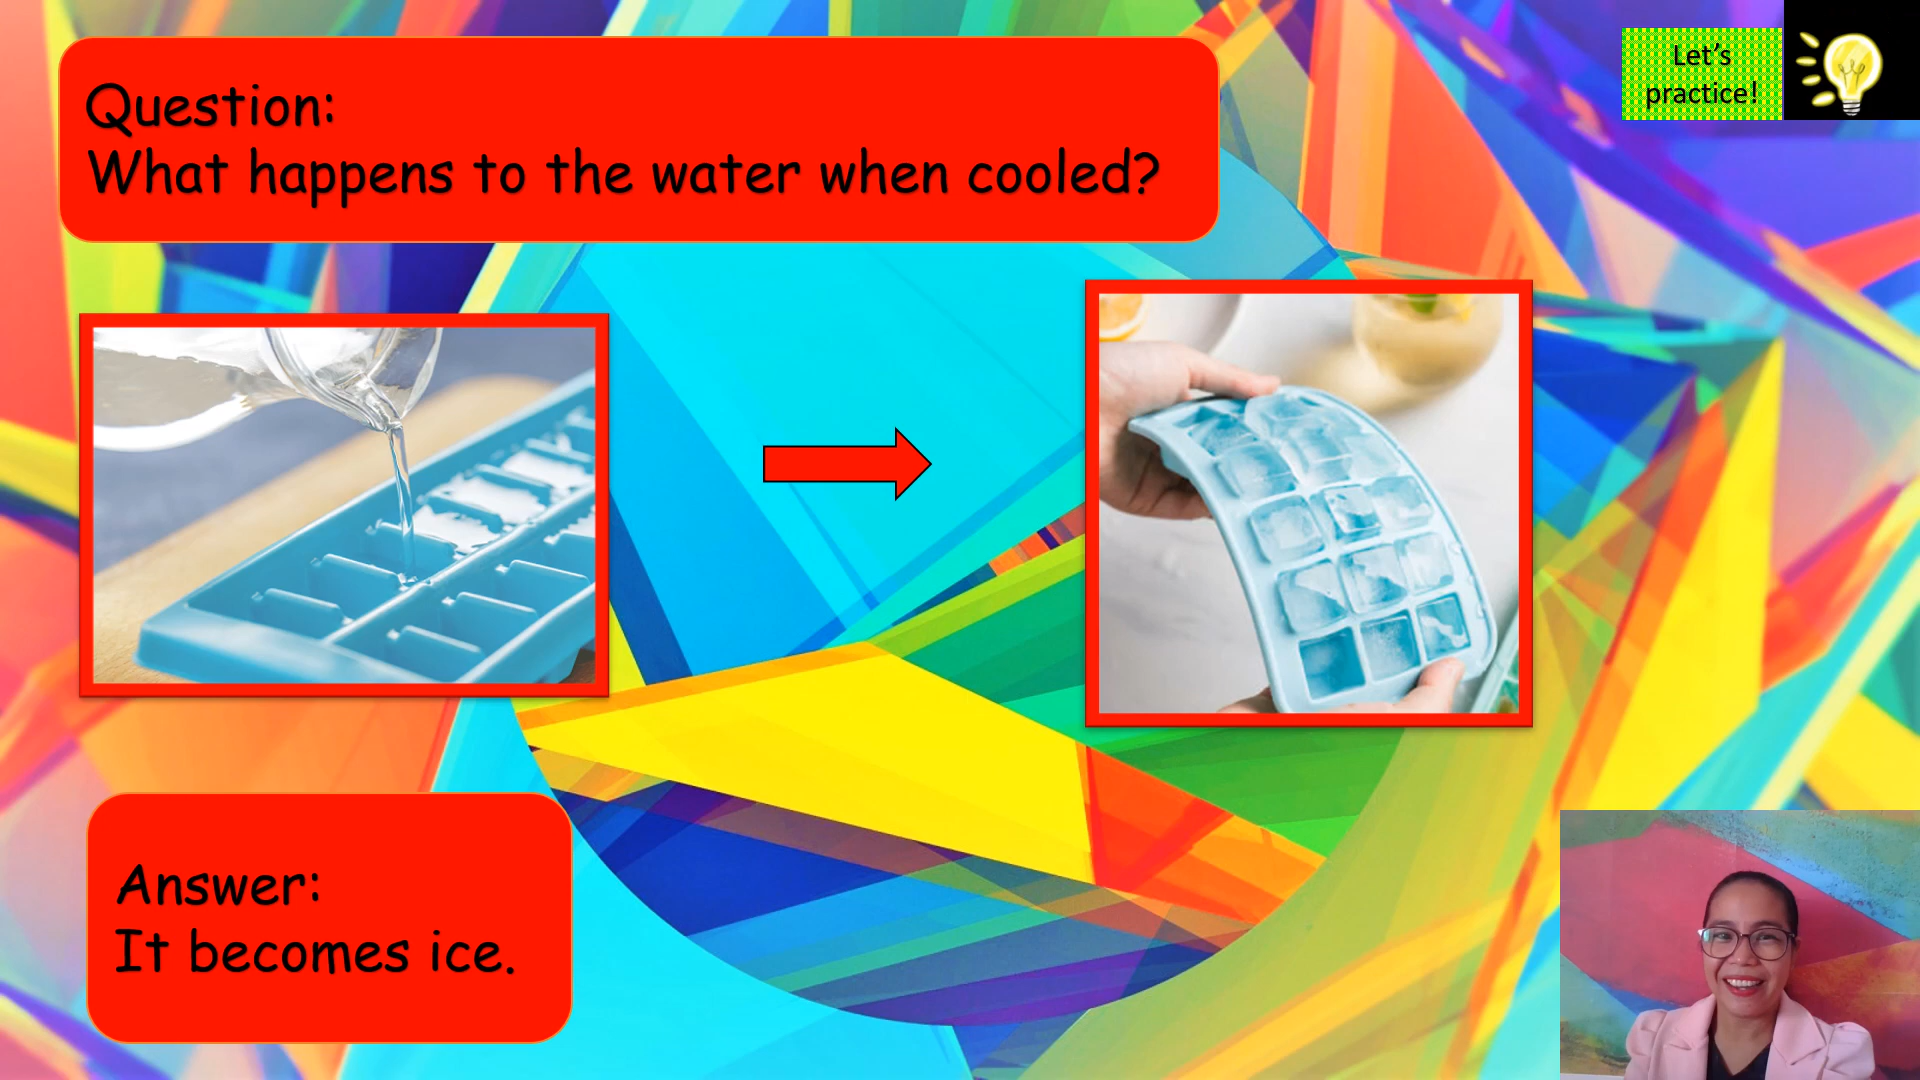 Question:
What happens to the water when cooled?
Let's
practice!
Answer:
It becomes ice.